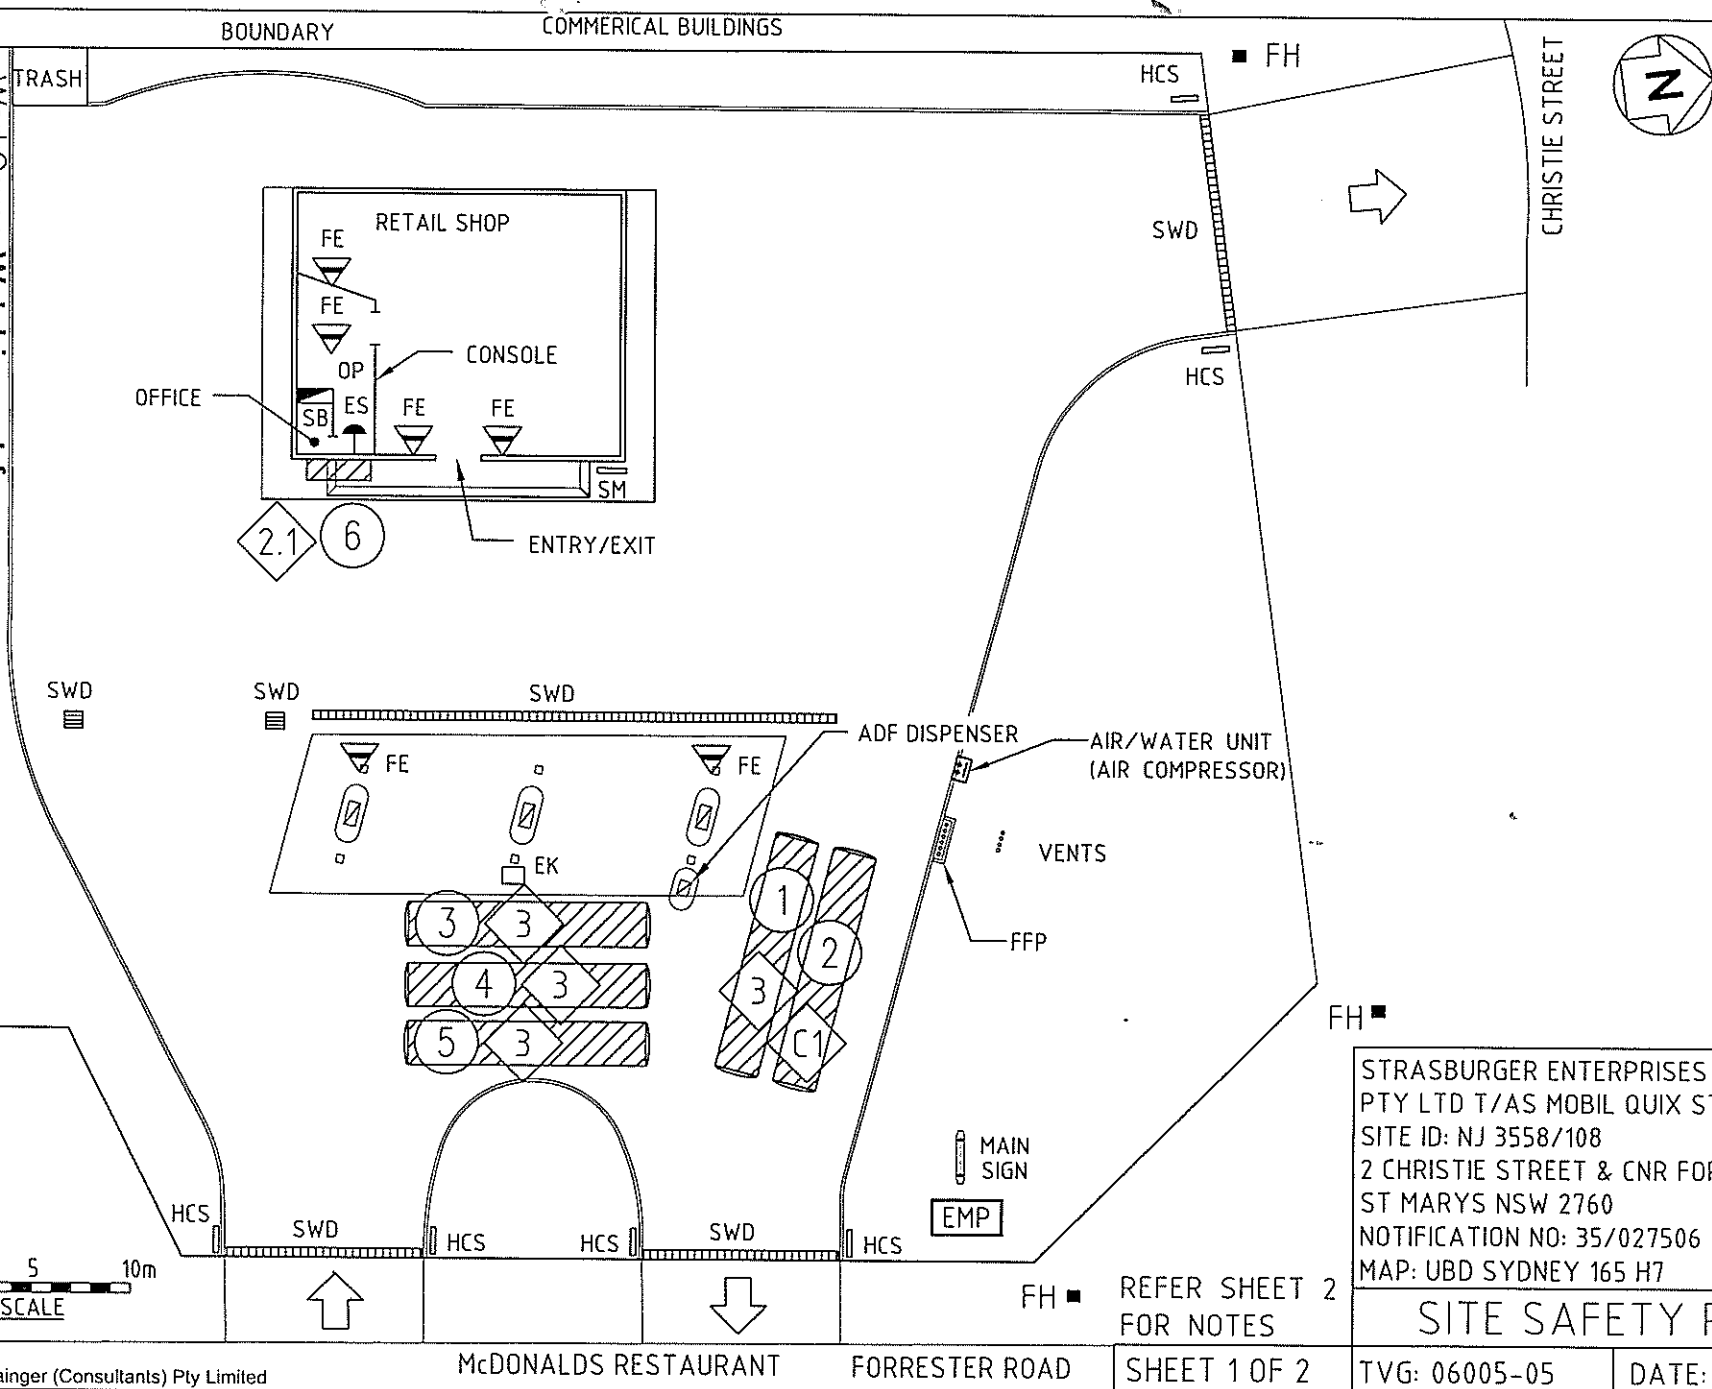 BOUNDARY
COMMERICAL BUILDINGS
TRASH
HCS
FH
CHRISTIE STREET
N
RETAIL SHOP
FE
FE
SWD
CONSOLE
OP
HCS
OFFICE
SB
ES
FE
FE
SM
2.1
6
ENTRY/EXIT
SWD
SWD
SWD
ADF DISPENSER
AIR/WATER UNIT
(AIR COMPRESSOR)
FE
FE
VENTS
EK
1
3
3
2
FFP
4
3
3
5
3
C1
FH
STRASBURGER ENTERPRISES
PTY LTD T/AS MOBIL QUIX
SITE ID: NJ 3558/108
2 CHRISTIE STREET & CNR
ST MARYS NSW 2760
NOTIFICATION NO: 35/027506
MAP: UBD SYDNEY 165 H7
MAIN
SIGN
EMP
HCS
SWD
HCS
HCS
SWD
HCS
5
10m
SCALE
FH
REFER SHEET 2
FOR NOTES
SITE SAFETY
McDONALDS RESTAURANT
FORRESTER ROAD
SHEET 1 OF 2
TVG: 06005-05
DATE:
ainger (Consultants) Pty Limited